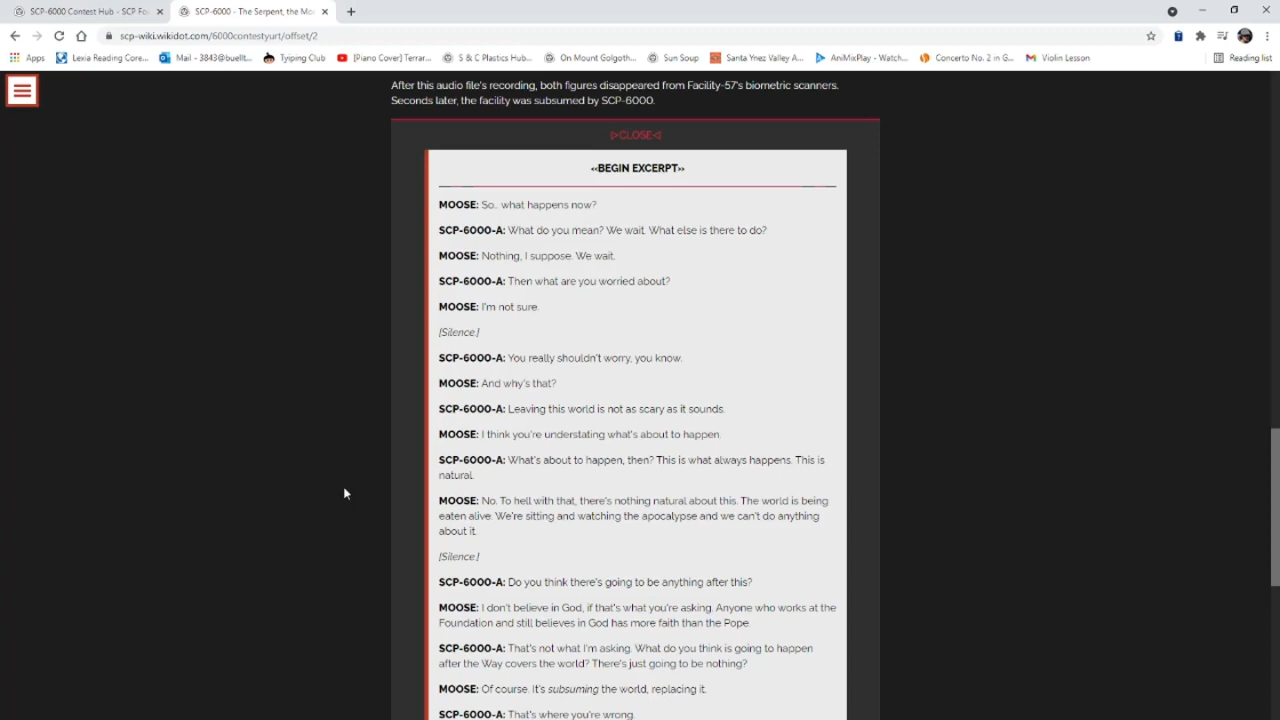 SCP-6000 Contest Hub - SCP Fo
SCP-6000 - The Serpent, the Mo
scp-wiki.wikidot.com/6000contestyurt/offset/2
Apps
Lexia Reading Core...
Mail - 3843@buellt...
Tyiping Club
[Piano Cover] Terrar...
S & C Plastics Hub...
On Mount Golgoth...
Sun Soup
Santa Ynez Valley A...
AniMixPlay - Watch...
Concerto No. 2 in G...
Violin Lesson
Reading list
After this audio file's recording, both figures disappeared from Facility-57's biometric scanners.
Seconds later, the facility was subsumed by SCP-6000.
▷CLOSE◁
«BEGIN EXCERPT»
MOOSE: So… what happens now?
SCP-6000-A: What do you mean? We wait. What else is there to do?
MOOSE: Nothing, I suppose. We wait.
SCP-6000-A: Then what are you worried about?
MOOSE: I'm not sure.
[Silence.]
SCP-6000-A: You really shouldn't worry, you know.
MOOSE: And why's that?
SCP-6000-A: Leaving this world is not as scary as it sounds.
MOOSE: I think you're understating what's about to happen.
SCP-6000-A: What's about to happen, then? This is what always happens. This is
natural.
MOOSE: No. To hell with that, there's nothing natural about this. The world is being
eaten alive. We're sitting and watching the apocalypse and we can't do anything
about it.
[Silence.]
SCP-6000-A: Do you think there's going to be anything after this?
MOOSE: I don't believe in God, if that's what you're asking. Anyone who works at the
Foundation and still believes in God has more faith than the Pope.
SCP-6000-A: That's not what I'm asking. What do you think is going to happen
after the Way covers the world? There's just going to be nothing?
MOOSE: Of course. It's subsuming the world, replacing it.
SCP-6000-A: That's where you're wrong.